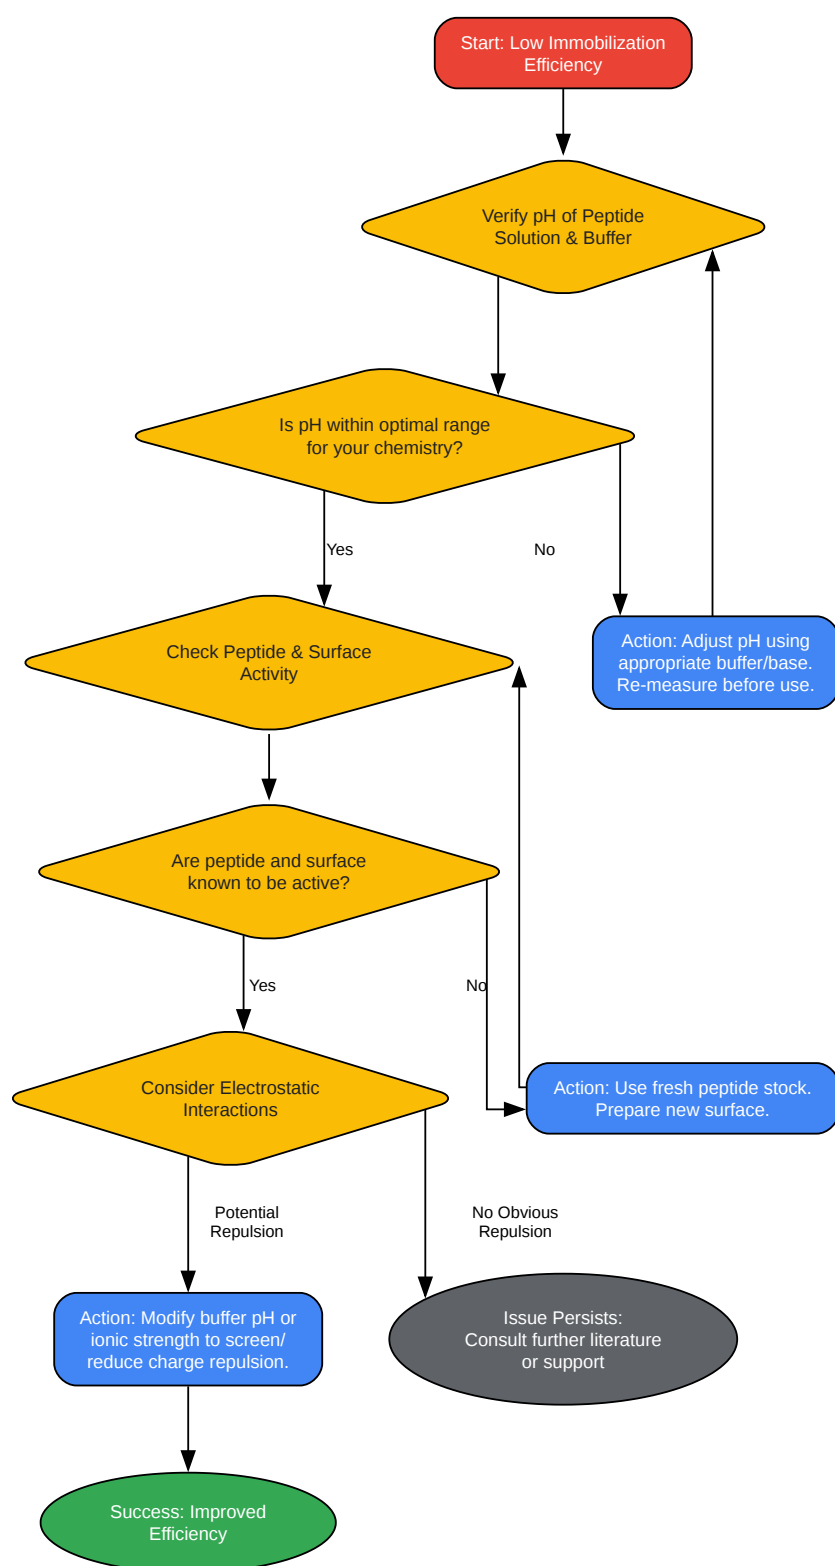 Start: Low Immobilization
Efficiency
Verify pH of Peptide
Solution & Buffer
Is pH within optimal range
for your chemistry?
Yes
No
Action: Adjust pH using
appropriate buffer/base.
Re-measure before use.
Check Peptide & Surface
Activity
Are peptide and surface
known to be active?
Yes
No
Action: Use fresh peptide stock.
Prepare new surface.
Consider Electrostatic
Interactions
Potential
Repulsion
No Obvious
Repulsion
Action: Modify buffer pH or
ionic strength to screen/
reduce charge repulsion.
Issue Persists:
Consult further literature
or support
Success: Improved
Efficiency